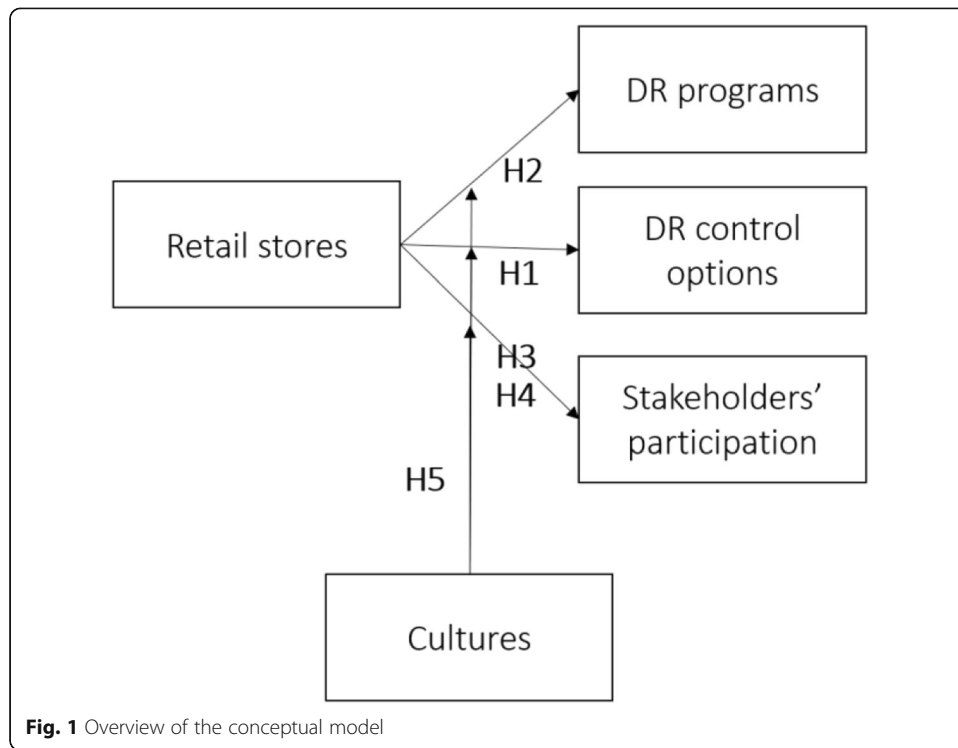 DR programs
H2
Retail stores
DR control
options
H1
H3
H4
Stakeholders’
participation
H5
Cultures
Fig. 1 Overview of the conceptual model